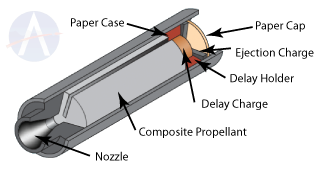 Paper Case
Paper Cap
Ejection Charge
Delay Holder
Delay Charge
Composite Propellant
Nozzle